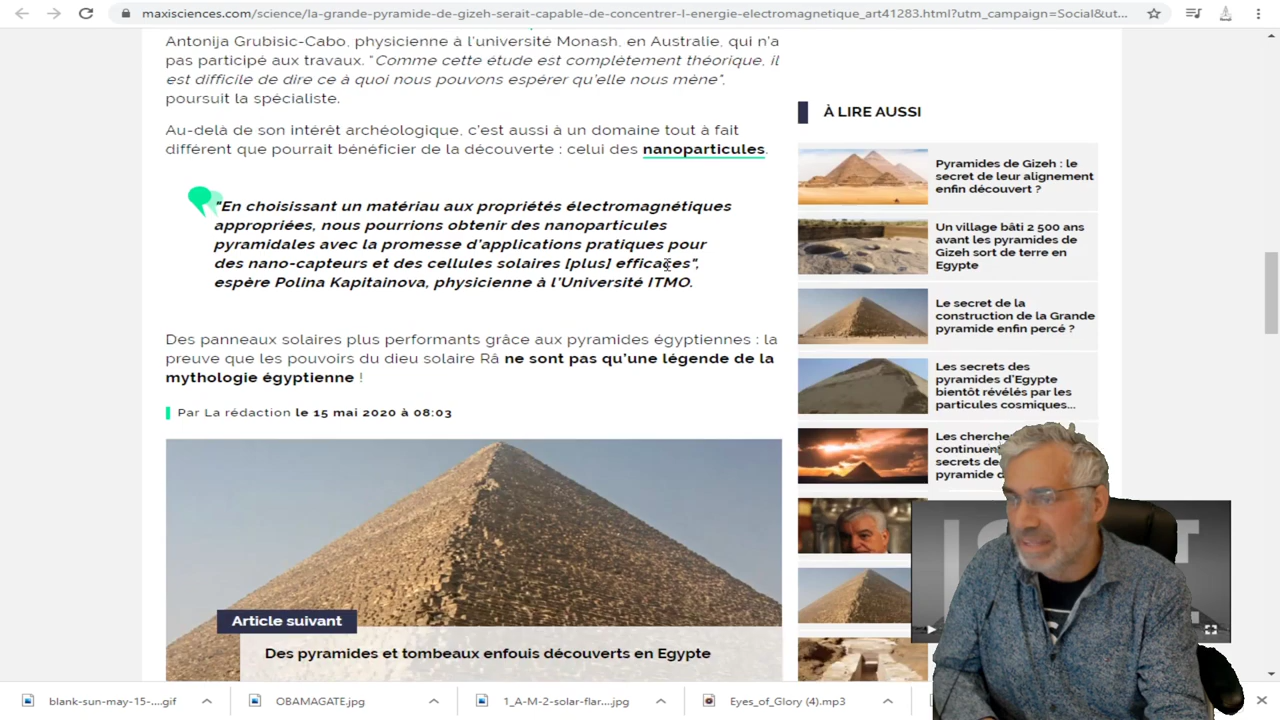 maxisciences.com/science/la-grande-pyramide-de-gizeh-serait-capable-de-concentrer-l-energie-electromagnetique_art41283.html?utm_campaign=Social&ut...
Antonija Grubisic-Cabo, physicienne à l'université Monash, en Australie, qui n'a
pas participé aux travaux. "Comme cette étude est complètement théorique, il
est difficile de dire ce à quoi nous pouvons espérer qu'elle nous mène",
poursuit la spécialiste.
Au-delà de son intérêt archéologique, c'est aussi à un domaine tout à fait
différent que pourrait bénéficier de la découverte : celui des nanoparticules.
"En choisissant un matériau aux propriétés électromagnétiques
appropriées, nous pourrions obtenir des nanoparticules
pyramidales avec la promesse d'applications pratiques pour
des nano-capteurs et des cellules solaires [plus] efficaces",
espère Polina Kapitainova, physicienne à l'Université ITMO.
Des panneaux solaires plus performants grâce aux pyramides égyptiennes : la
preuve que les pouvoirs du dieu solaire Râ ne sont pas qu'une légende de la
mythologie égyptienne !
Par La rédaction le 15 mai 2020 à 08:03
Article suivant
Des pyramides et tombeaux enfouis découverts en Egypte
À LIRE AUSSI
Pyramides de Gizeh : le
secret de leur alignement
enfin découvert ?
Un village bâti 2 500 ans
avant les pyramides de
Gizeh sort de terre en
Egypte
Le secret de la
construction de la Grande
pyramide enfin percé ?
Les secrets des
pyramides d'Egypte
bientôt révélés par les
particules cosmiques...
Les cherche
continuent
secrets de
pyramide d
blank-sun-may-15-....gif
OBAMAGATE.jpg
1_A-M-2-solar-flar....jpg
Eyes_of_Glory (4).mp3